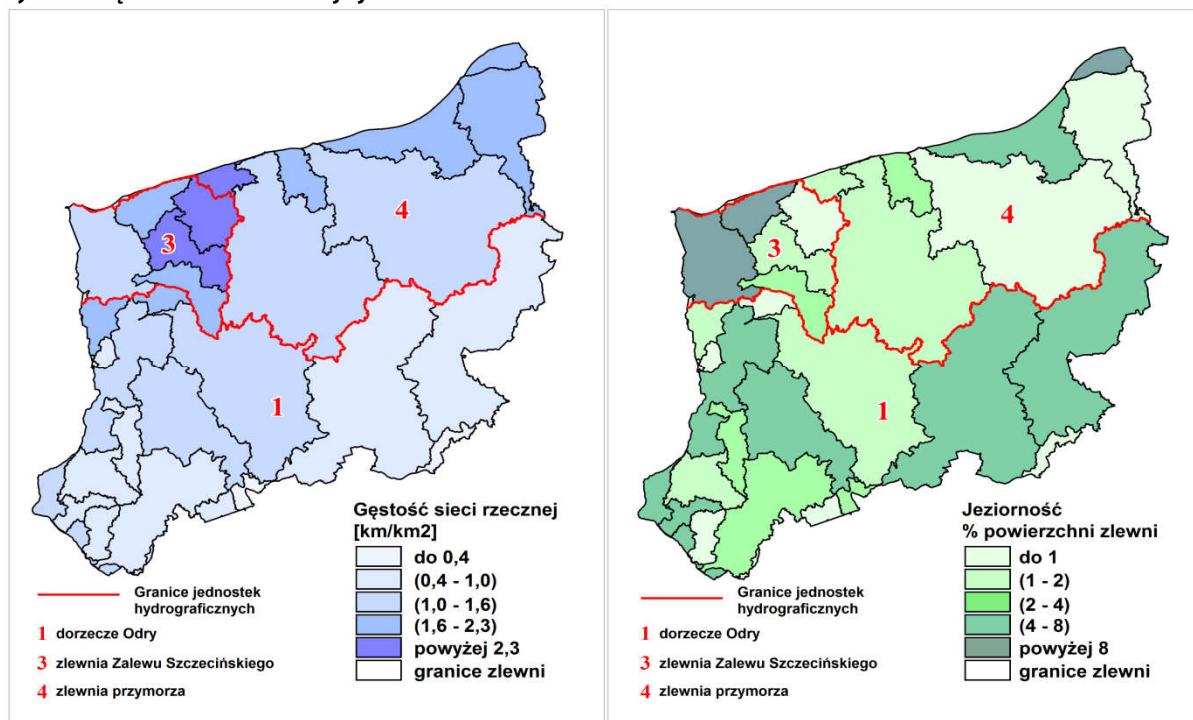 4
3
1
Gęstość sieci rzecznej
[km/km2]
do 0,4
(0,4 - 1,0)
(1,0 - 1,6)
(1,6 - 2,3)
powyżej 2,3
granice zlewni
Granice jednostek
hydrograficznych
1 dorzecze Odry
3 zlewnia Zalewu Szczecińskiego
4 zlewnia przymorza
4
3
1
Jeziorność
% powierzchni zlewni
do 1
(1 - 2)
(2 - 4)
(4 - 8)
powyżej 8
granice zlewni
Granice jednostek
hydrograficznych
1 dorzecze Odry
3 zlewnia Zalewu Szczecińskiego
4 zlewnia przymorza